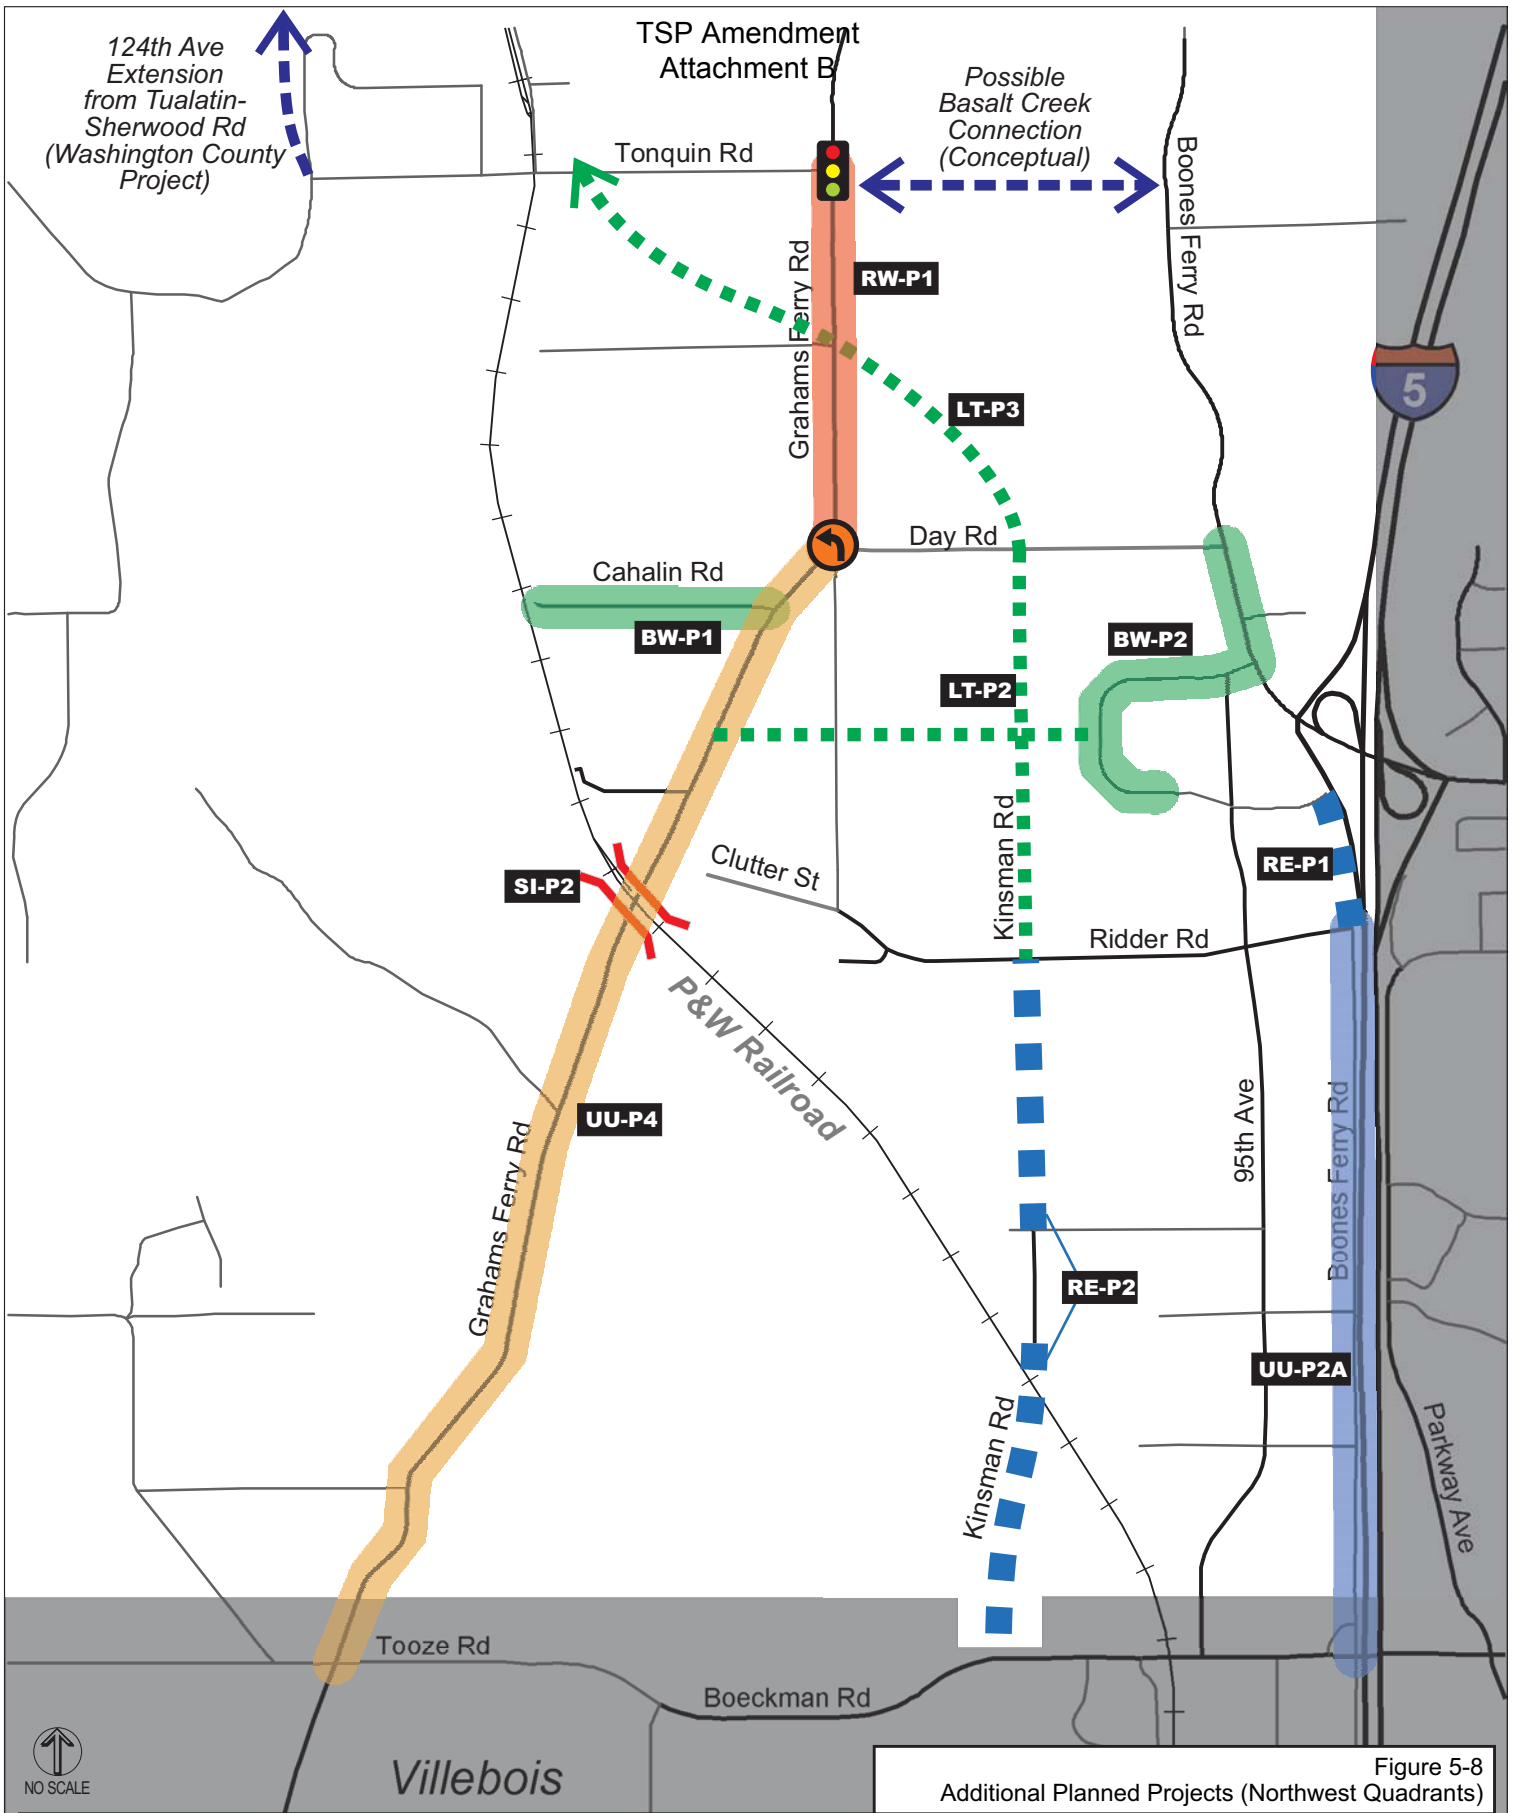 TSP Amendment
Attachment B
124th Ave
Extension
from Tualatin-
Sherwood Rd
(Washington County
Project)
Possible
Basalt Creek
Connection
(Conceptual)
Tonquin Rd
Boones Ferry Rd
Grahams Ferry Rd
RW-P1
5
LT-P3
Day Rd
Cahalin Rd
BW-P1
BW-P2
LT-P2
Kinsman Rd
Clutter St
SI-P2
RE-P1
Ridder Rd
P&W Railroad
UU-P4
95th Ave
Boones Ferry Rd
Grahams Ferry Rd
RE-P2
UU-P2A
Kinsman Rd
Parkway Ave
Tooze Rd
Boeckman Rd
Villebois
NO SCALE
Figure 5-8
Additional Planned Projects (Northwest Quadrants)